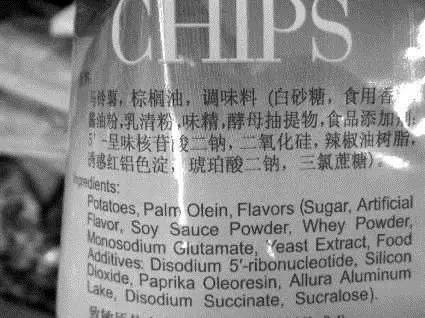 CHIPS
马铃薯, 棕榈油, 调味料 (白砂糖, 食用香
酱油粉,乳清粉,味精,酵母抽提物,食品添加剂:
5′-呈味核苷酸二钠, 二氧化硅, 辣椒油树脂,
诱惑红铝色淀, 琥珀酸二钠, 三氯蔗糖)。
Ingredients:
Potatoes, Palm Olein, Flavors (Sugar, Artificial
Flavor, Soy Sauce Powder, Whey Powder,
Monosodium Glutamate, Yeast Extract, Food
Additives: Disodium 5'-ribonucleotide, Silicon
Dioxide, Paprika Oleoresin, Allura Aluminum
Lake, Disodium Succinate, Sucralose).